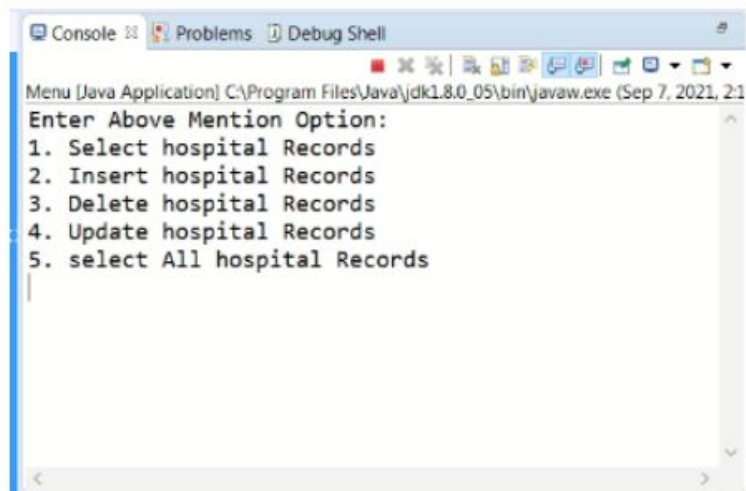 Console Problems Debug Shell
Menu [Java Application] C:\Program Files\Java\jdk1.8.0_05\bin\javaw.exe (Sep 7, 2021, 2:1
Enter Above Mention Option:
1. Select hospital Records
2. Insert hospital Records
3. Delete hospital Records
4. Update hospital Records
5. select All hospital Records